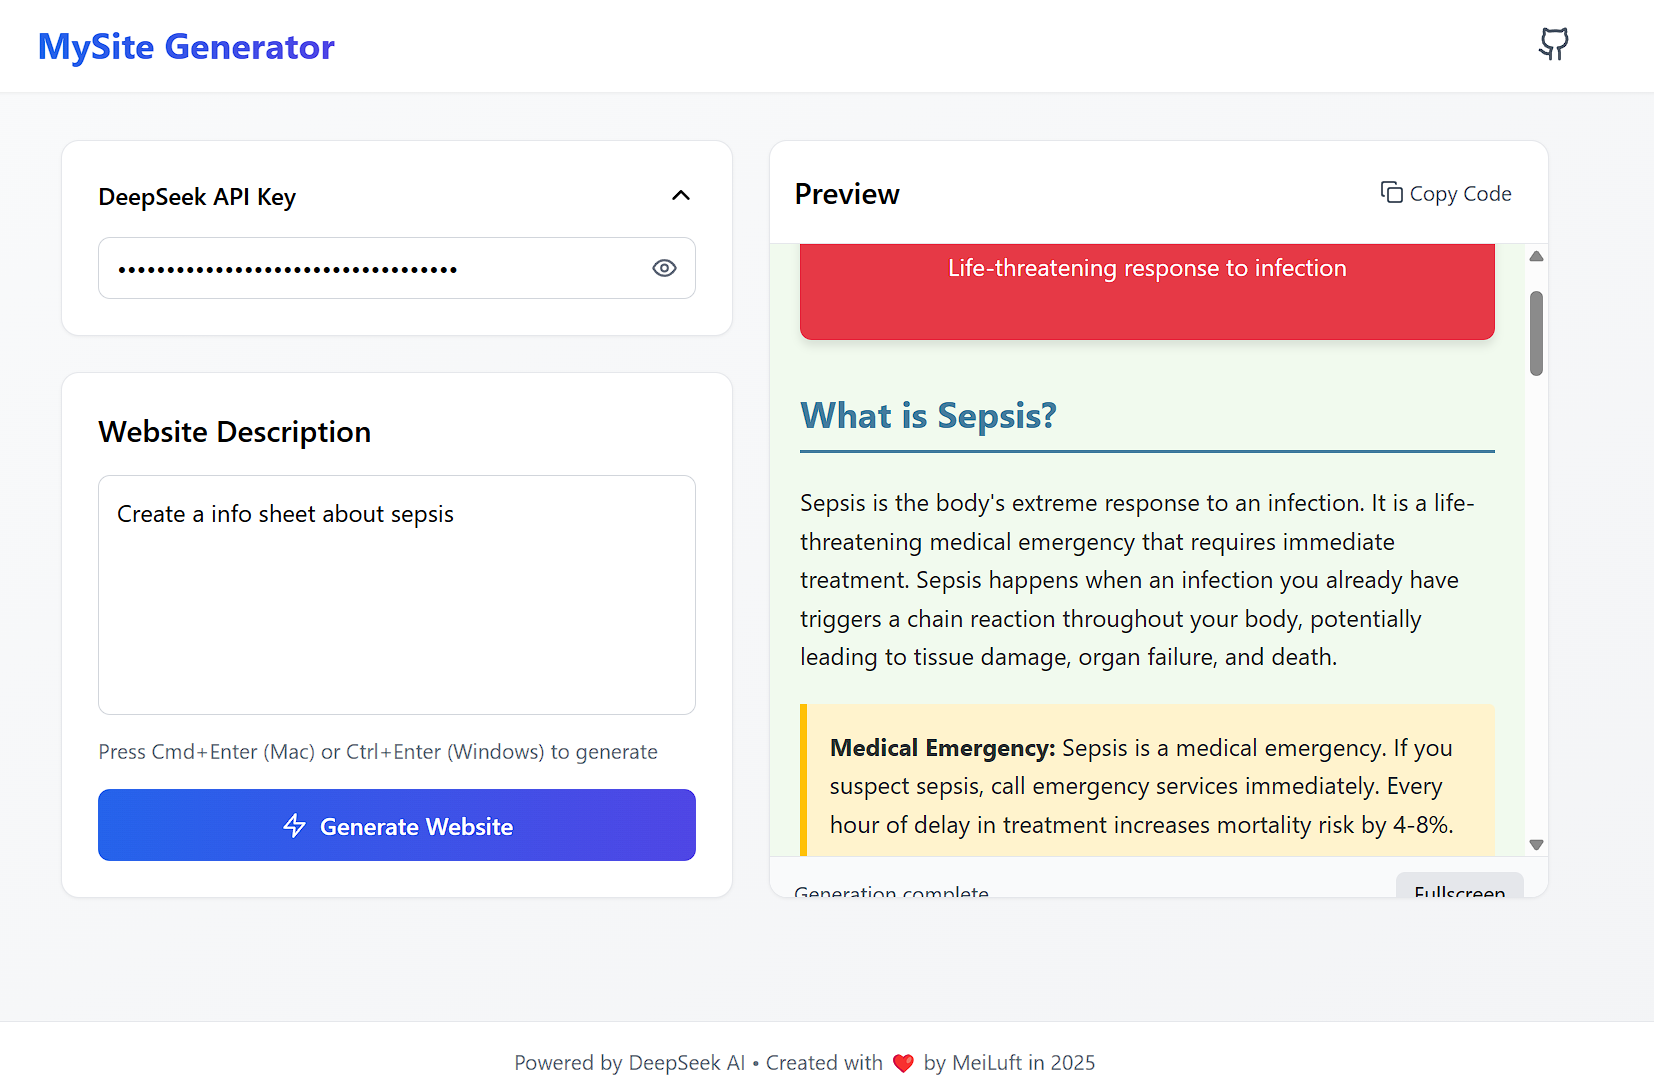 MySite Generator
DeepSeek API Key
••••••••••••••••••••••••••••••••••••
Website Description
Create a info sheet about sepsis
Press Cmd+Enter (Mac) or Ctrl+Enter (Windows) to generate
Generate Website
Preview
Copy Code
Life-threatening response to infection
What is Sepsis?
Sepsis is the body's extreme response to an infection. It is a life-
threatening medical emergency that requires immediate
treatment. Sepsis happens when an infection you already have
triggers a chain reaction throughout your body, potentially
leading to tissue damage, organ failure, and death.
Medical Emergency: Sepsis is a medical emergency. If you
suspect sepsis, call emergency services immediately. Every
hour of delay in treatment increases mortality risk by 4-8%.
Generation complete
Fullscreen
Powered by DeepSeek AI • Created with ❤️ by MeiLuft in 2025